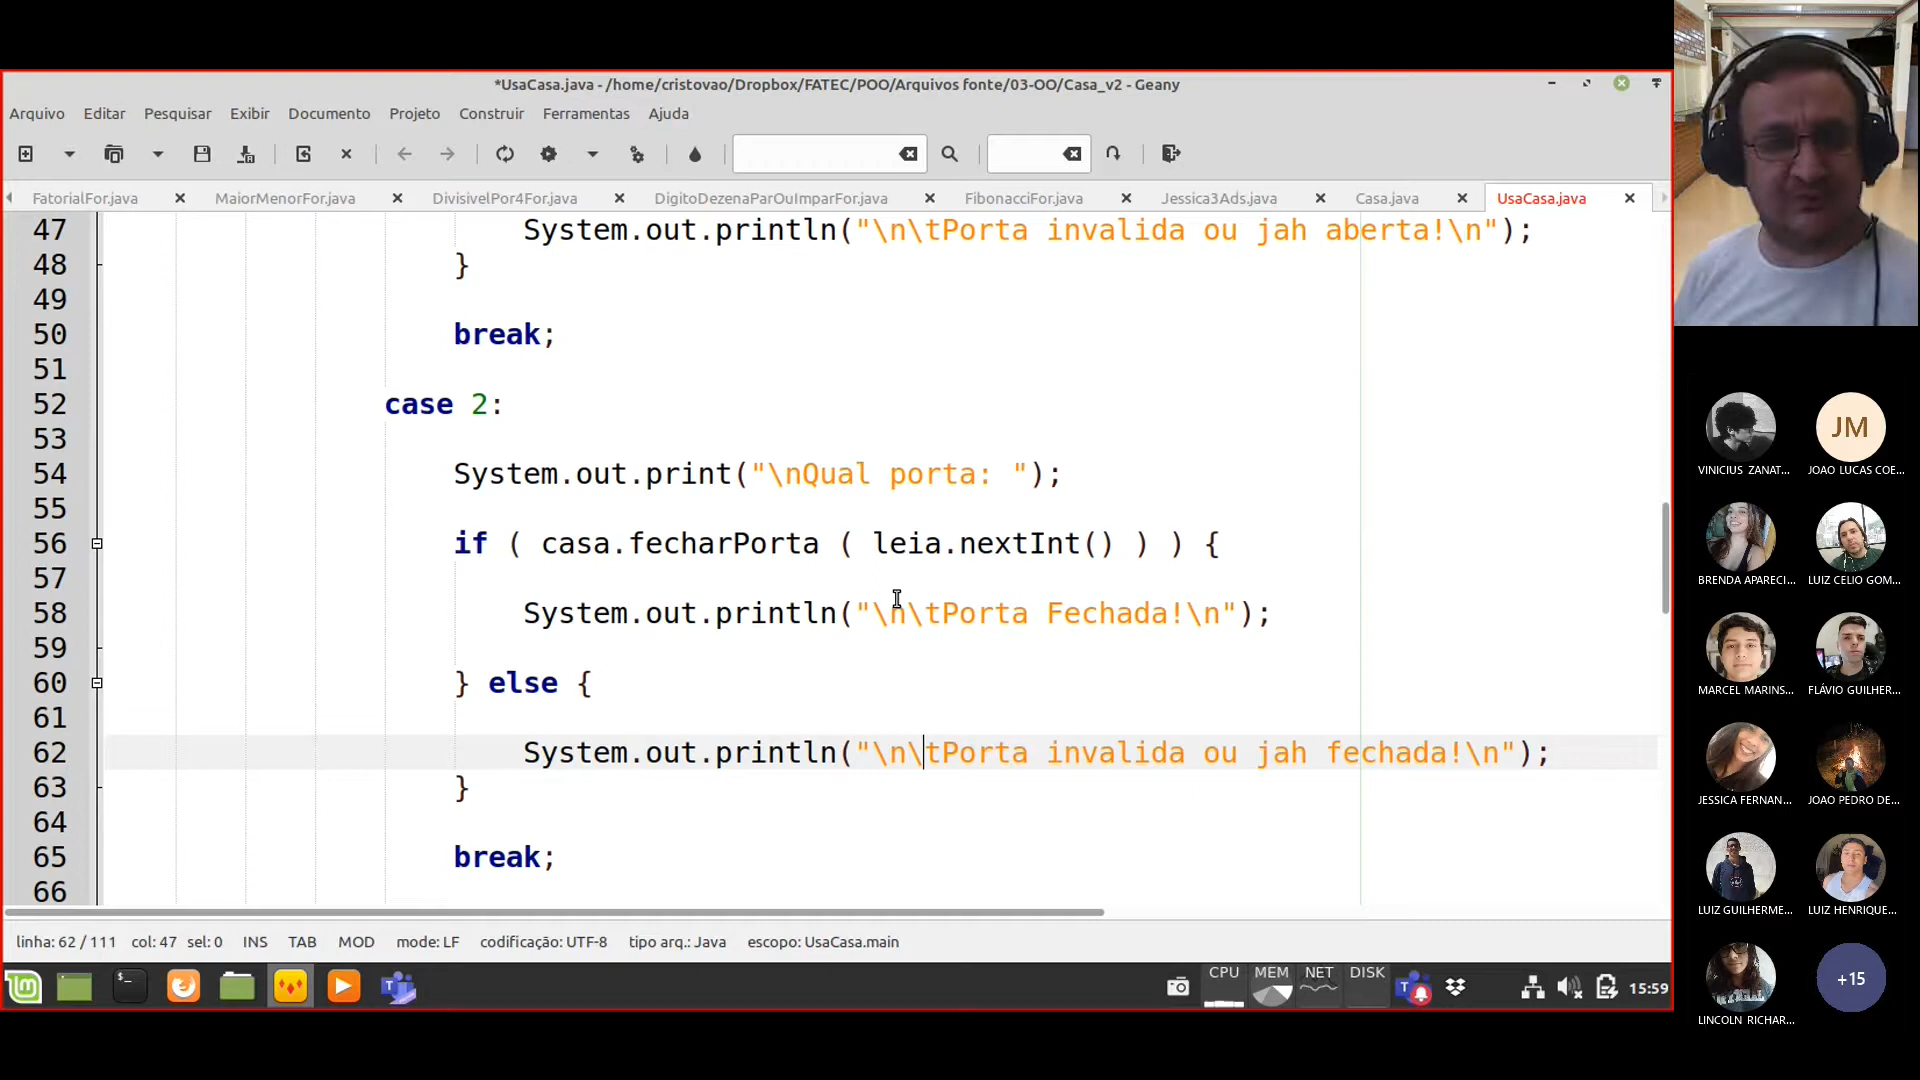 *UsaCasa.java - /home/cristovao/Dropbox/FATEC/POO/Arquivos fonte/03-OO/Casa_v2 - Geany
Arquivo Editar Pesquisar Exibir Documento Projeto Construir Ferramentas Ajuda
FatorialFor.java MaiorMenorFor.java DivisivelPor4For.java DigitoDezenaParOuImparFor.java FibonacciFor.java Jessica3Ads.java Casa.java UsaCasa.java
47 System.out.println("\n\tPorta invalida ou jah aberta!\n");
48 }
49
50 break;
51
52 case 2:
53
54 System.out.print("\nQual porta: ");
55
56 if ( casa.fecharPorta ( leia.nextInt() ) ) {
57
58 System.out.println("\n\tPorta Fechada!\n");
59
60 } else {
61
62 System.out.println("\n\tPorta invalida ou jah fechada!\n");
63 }
64
65 break;
66
linha: 62 / 111 col: 47 sel: 0 INS TAB MOD mode: LF codificação: UTF-8 tipo arq.: Java escopo: UsaCasa.main
CPU MEM NET DISK
15:59
JM
VINICIUS ZANAT... JOAO LUCAS COE...
BRENDA APARECI... LUIZ CELIO GOM...
MARCEL MARINS... FLÁVIO GUILHER...
JESSICA FERNAN... JOAO PEDRO DE...
LUIZ GUILHERME... LUIZ HENRIQUE...
+15
LINCOLN RICHAR...